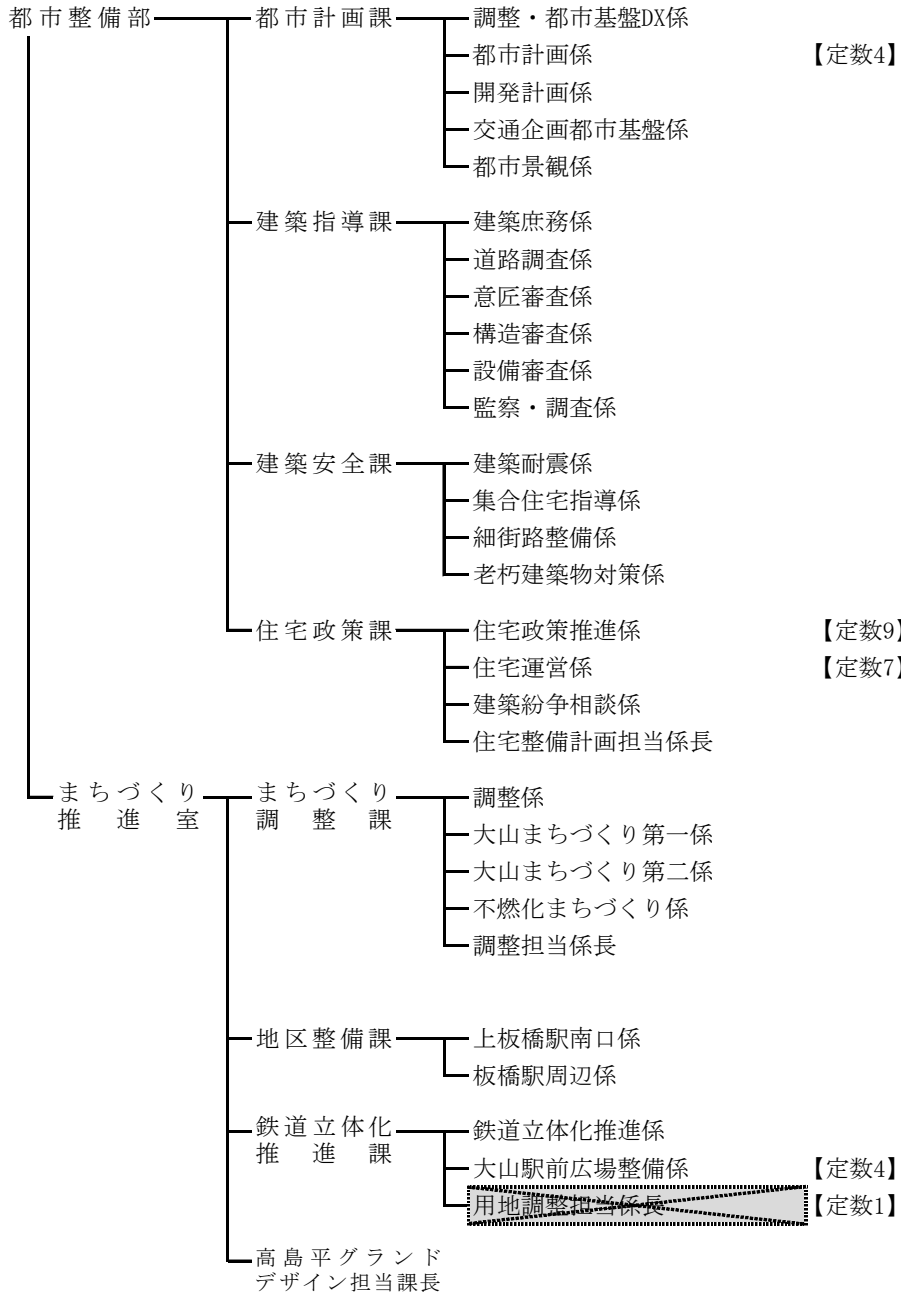 都市整備部 都市計画課 調整・都市基盤DX係
都市計画係 【定数4】
開発計画係
交通企画都市基盤係
都市景観係
建築指導課 建築庶務係
道路調査係
意匠審査係
構造審査係
設備審査係
監察・調査係
建築安全課 建築耐震係
集合住宅指導係
細街路整備係
老朽建築物対策係
住宅政策課 住宅政策推進係 【定数9】
住宅運営係 【定数7】
建築紛争相談係
住宅整備計画担当係長
まちづくり推進室 まちづくり調整課 調整係
大山まちづくり第一係
大山まちづくり第二係
不燃化まちづくり係
調整担当係長
地区整備課 上板橋駅南口係
板橋駅周辺係
鉄道立体化推進課 鉄道立体化推進係
大山駅前広場整備係 【定数4】
用地調整担当係長 【定数1】
高島平グランド
デザイン担当課長